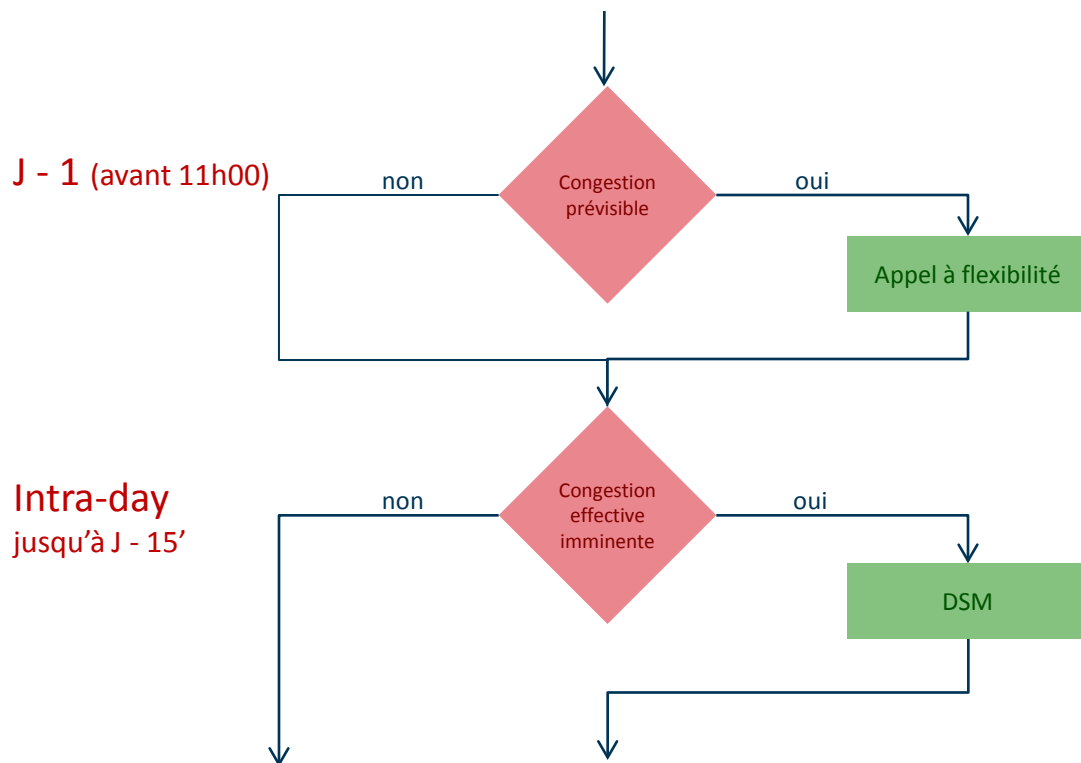 J - 1 (avant 11h00)
non
Congestion
prévisible
oui
Appel à flexibilité
Intra-day
jusqu’à J - 15’
non
Congestion
effective
imminente
oui
DSM